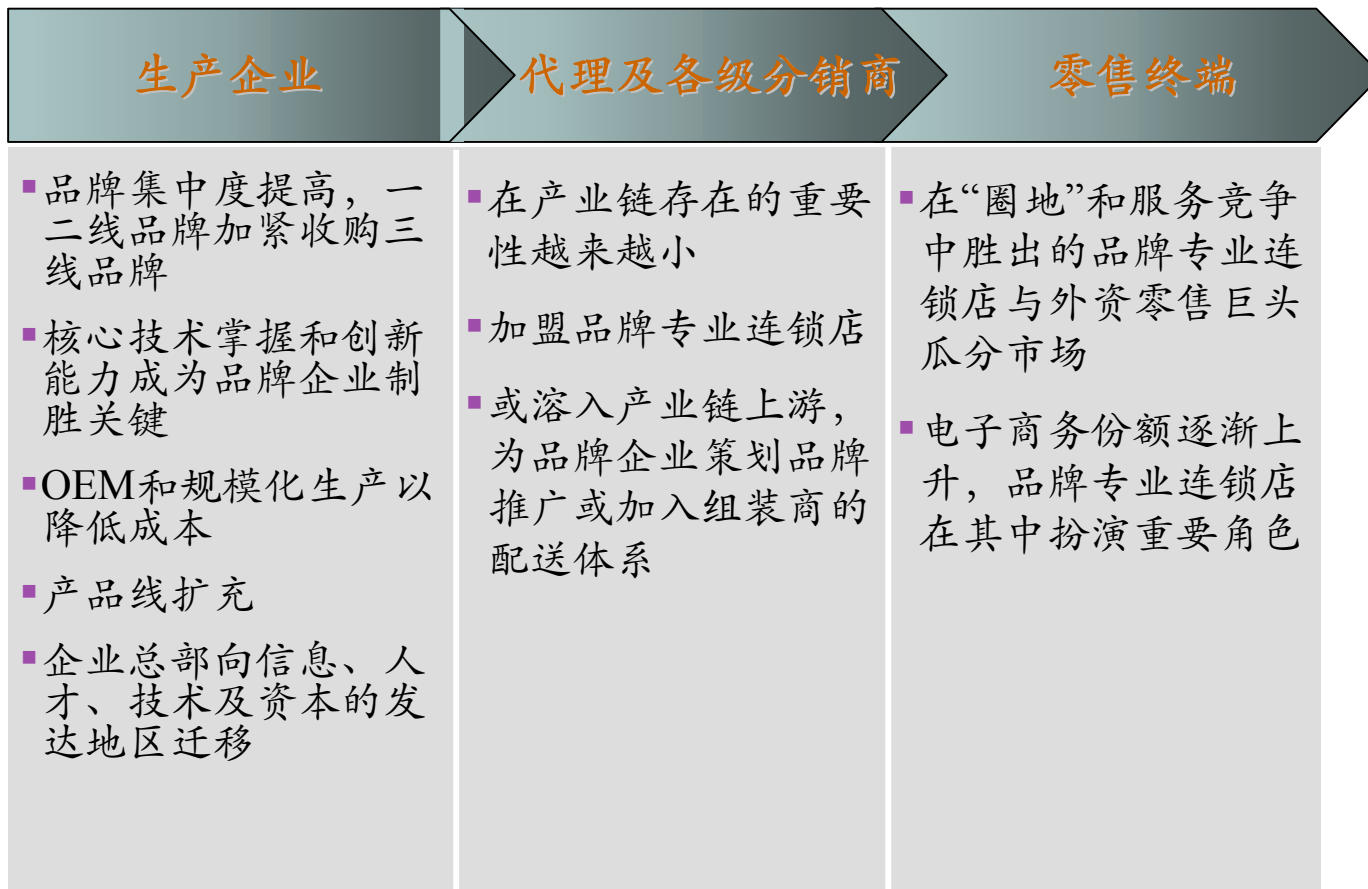 生产企业
代理及各级分销商
零售终端
▪品牌集中度提高，一
二线品牌加紧收购三
线品牌
▪核心技术掌握和创新
能力成为品牌企业制
胜关键
▪OEM和规模化生产以
降低成本
▪产品线扩充
▪企业总部向信息、人
才、技术及资本的发
达地区迁移
▪在产业链存在的重要
性越来越小
▪加盟品牌专业连锁店
▪或溶入产业链上游，
为品牌企业策划品牌
推广或加入组装商的
配送体系
▪在“圈地”和服务竞争
中胜出的品牌专业连
锁店与外资零售巨头
瓜分市场
▪电子商务份额逐渐上
升，品牌专业连锁店
在其中扮演重要角色